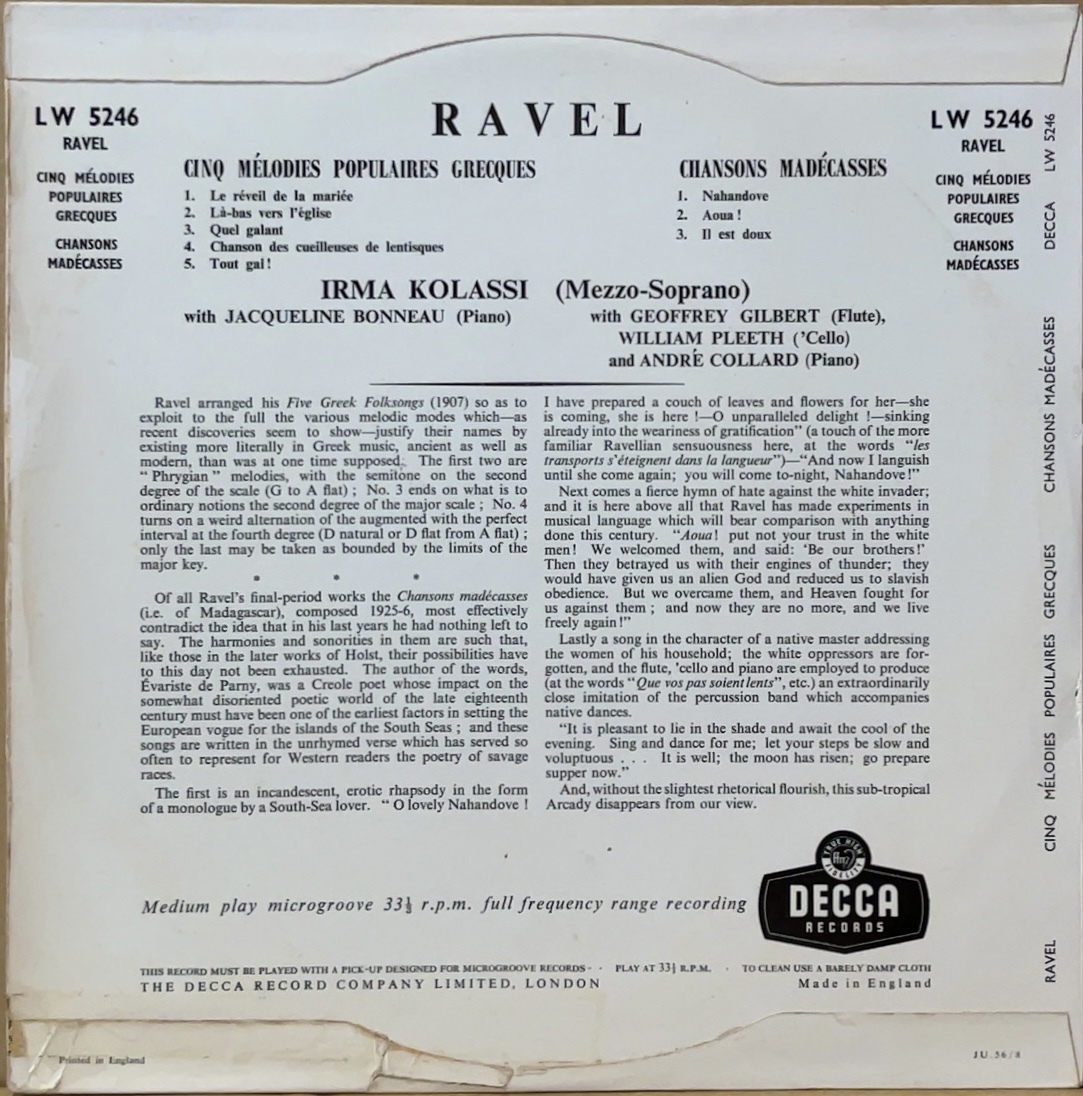 LW 5246
RAVEL
CINQ MÉLODIES
POPULAIRES
GRECQUES
CHANSONS
MADÉCASSES
RAVEL
CINQ MÉLODIES POPULAIRES GRECQUES
1. Le réveil de la mariée
2. Là-bas vers l'église
3. Quel galant
4. Chanson des cueilleuses de lentisques
5. Tout gai!
CHANSONS MADÉCASSES
1. Nahandove
2. Aoua!
3. Il est doux
LW 5246
RAVEL
CINQ MÉLODIES
POPULAIRES
GRECQUES
CHANSONS
MADÉCASSES
IRMA KOLASSI (Mezzo-Soprano)
with JACQUELINE BONNEAU (Piano)
with GEOFFREY GILBERT (Flute),
WILLIAM PLEETH ('Cello)
and ANDRÉ COLLARD (Piano)
Ravel arranged his Five Greek Folksongs (1907) so as to
exploit to the full the various melodic modes which—as
recent discoveries seem to show—justify their names by
existing more literally in Greek music, ancient as well as
modern, than was at one time supposed. The first two are
"Phrygian" melodies, with the semitone on the second
degree of the scale (G to A flat); No. 3 ends on what is to
ordinary notions the second degree of the major scale; No. 4
turns on a weird alternation of the augmented with the perfect
interval at the fourth degree (D natural or D flat from A flat);
only the last may be taken as bounded by the limits of the
major key.
* * *
Of all Ravel's final-period works the Chansons madécasses
(i.e. of Madagascar), composed 1925-6, most effectively
contradict the idea that in his last years he had nothing left to
say. The harmonies and sonorities in them are such that,
like those in the later works of Holst, their possibilities have
to this day not been exhausted. The author of the words,
Évariste de Parny, was a Creole poet whose impact on the
somewhat disoriented poetic world of the late eighteenth
century must have been one of the earliest factors in setting the
European vogue for the islands of the South Seas; and these
songs are written in the unrhymed verse which has served so
often to represent for Western readers the poetry of savage
races.
The first is an incandescent, erotic rhapsody in the form
of a monologue by a South-Sea lover. "O lovely Nahandove!
I have prepared a couch of leaves and flowers for her—she
is coming, she is here!—O unparalleled delight!—sinking
already into the weariness of gratification" (a touch of the more
familiar Ravellian sensuousness here, at the words "les
transports s'éteignent dans la langueur")—"And now I languish
until she come again; you will come to-night, Nahandove!"
Next comes a fierce hymn of hate against the white invader;
and it is here above all that Ravel has made experiments in
musical language which will bear comparison with anything
done this century. "Aoua! put not your trust in the white
men! We welcomed them, and said: 'Be our brothers!'
Then they betrayed us with their engines of thunder; they
would have given us an alien God and reduced us to slavish
obedience. But we overcame them, and Heaven fought for
us against them; and now they are no more, and we live
freely again!"
Lastly a song in the character of a native master addressing
the women of his household; the white oppressors are for-
gotten, and the flute, 'cello and piano are employed to produce
(at the words "Que vos pas soient lents", etc.) an extraordinarily
close imitation of the percussion band which accompanies
native dances.
"It is pleasant to lie in the shade and await the cool of the
evening. Sing and dance for me; let your steps be slow and
voluptuous . . . It is well; the moon has risen; go prepare
supper now."
And, without the slightest rhetorical flourish, this sub-tropical
Arcady disappears from our view.
Medium play microgroove 33⅓ r.p.m. full frequency range recording
TRUE HIGH FIDELITY
ffrr
DECCA
RECORDS
THIS RECORD MUST BE PLAYED WITH A PICK-UP DESIGNED FOR MICROGROOVE RECORDS · PLAY AT 33⅓ R.P.M. · TO CLEAN USE A BARELY DAMP CLOTH
THE DECCA RECORD COMPANY LIMITED, LONDON
Made in England
Printed in England
J.U.56/8
RAVEL CINQ MÉLODIES POPULAIRES GRECQUES CHANSONS MADÉCASSES DECCA LW 5246